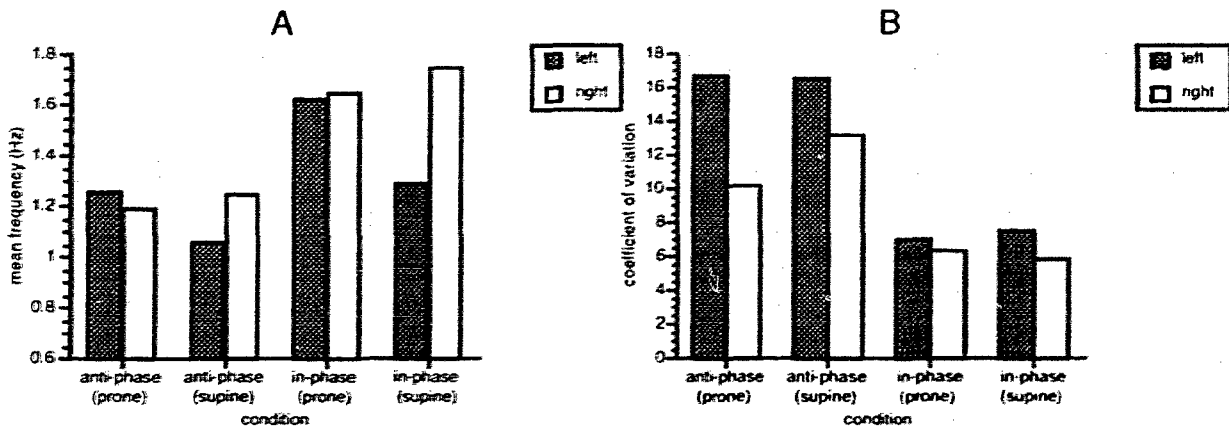 A
1.8
1.6
1.4
1.2
1
0.8
0.6
mean frequency (Hz)
left
right
anti-phase (prone)
anti-phase (supine)
in-phase (prone)
in-phase (supine)
condition
B
18
16
14
12
10
8
6
4
2
0
coefficient of variation
left
right
anti-phase (prone)
anti-phase (supine)
in-phase (prone)
in-phase (supine)
condition